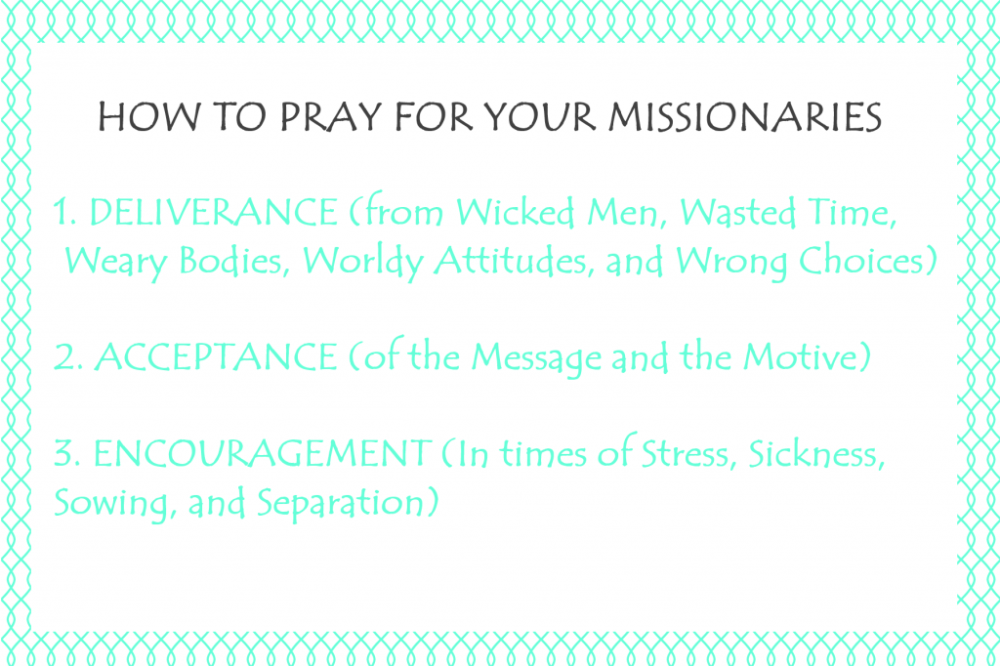 HOW TO PRAY FOR YOUR MISSIONARIES
1. DELIVERANCE (from Wicked Men, Wasted Time,
Weary Bodies, Worldy Attitudes, and Wrong Choices)
2. ACCEPTANCE (of the Message and the Motive)
3. ENCOURAGEMENT (In times of Stress, Sickness,
Sowing, and Separation)